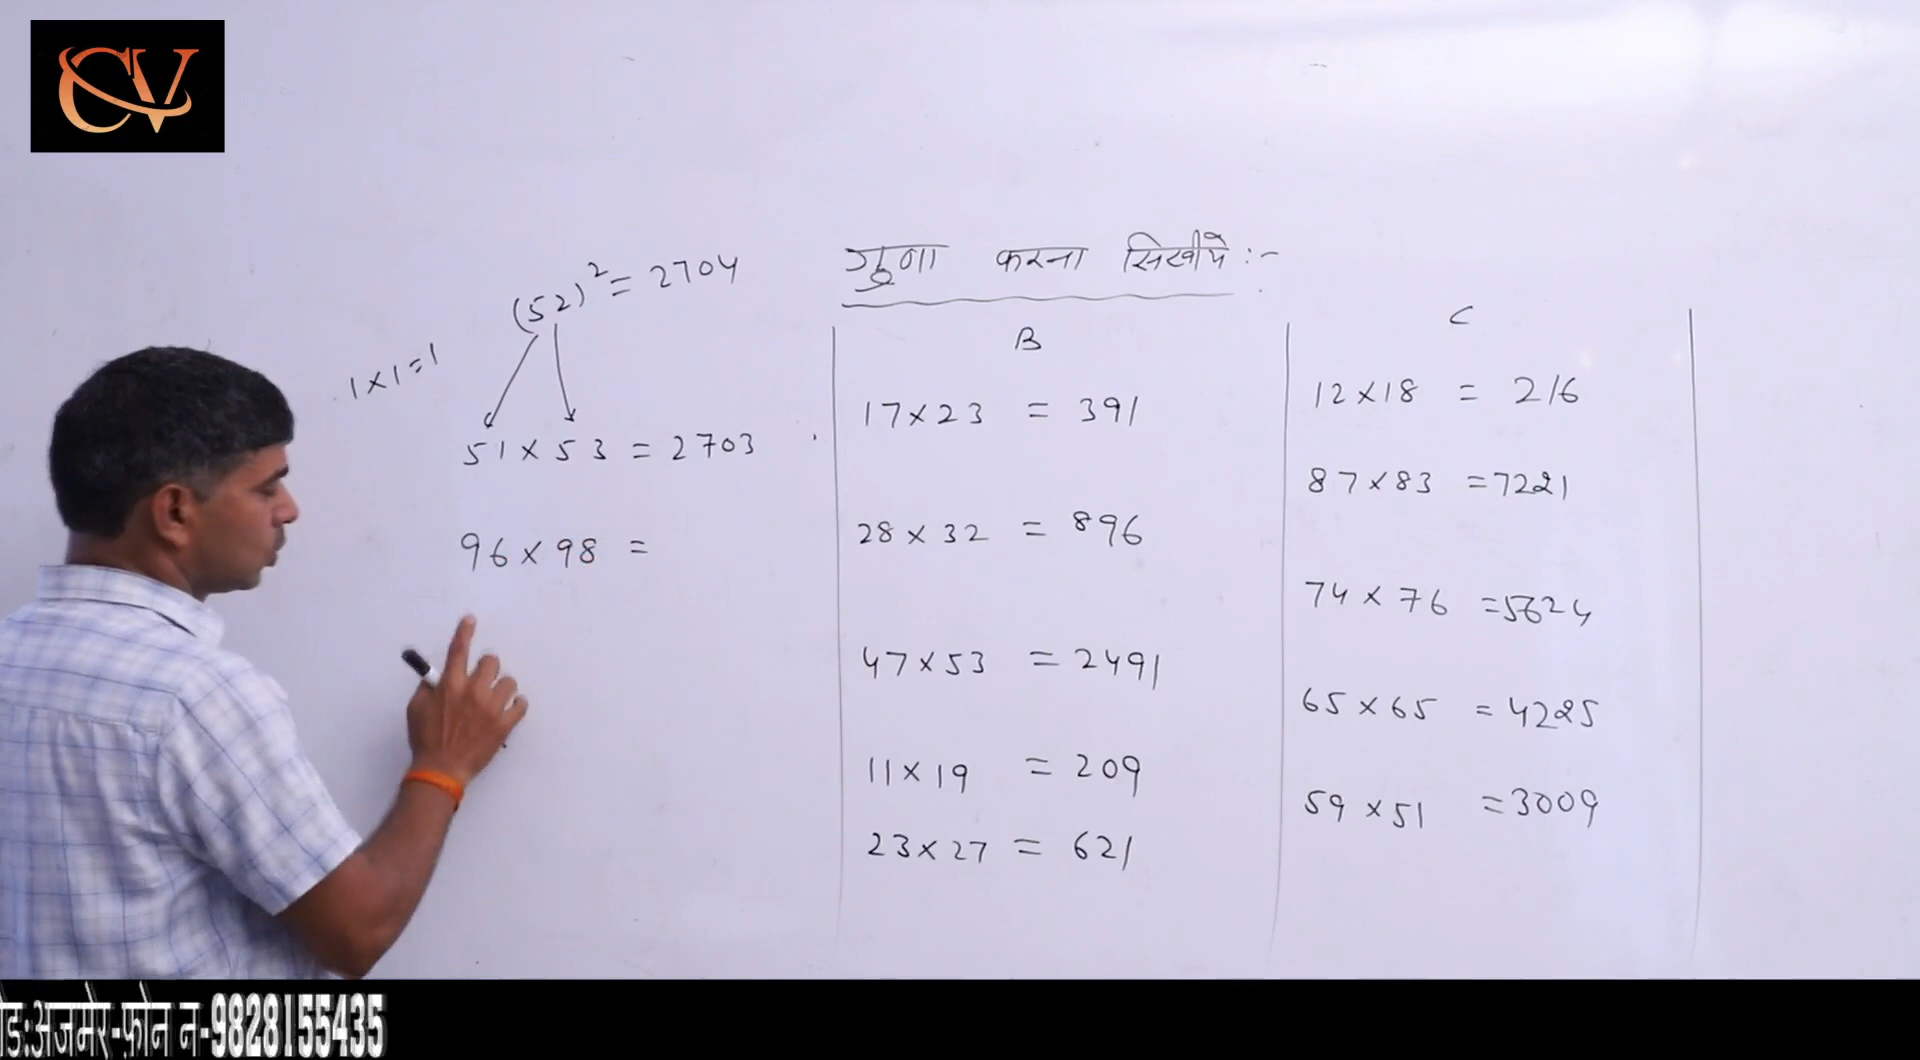 CV
गुणा करना सिखीये :-
(52)² = 2704
1×1=1
51×53 = 2703
96×98 =
B
17×23 = 391
28×32 = 896
47×53 = 2491
11×19 = 209
23×27 = 621
C
12×18 = 216
87×83 =7221
74×76 =5624
65×65 =4225
59×51 =3009
ड:अजमेर-फ़ोन न-9828155435